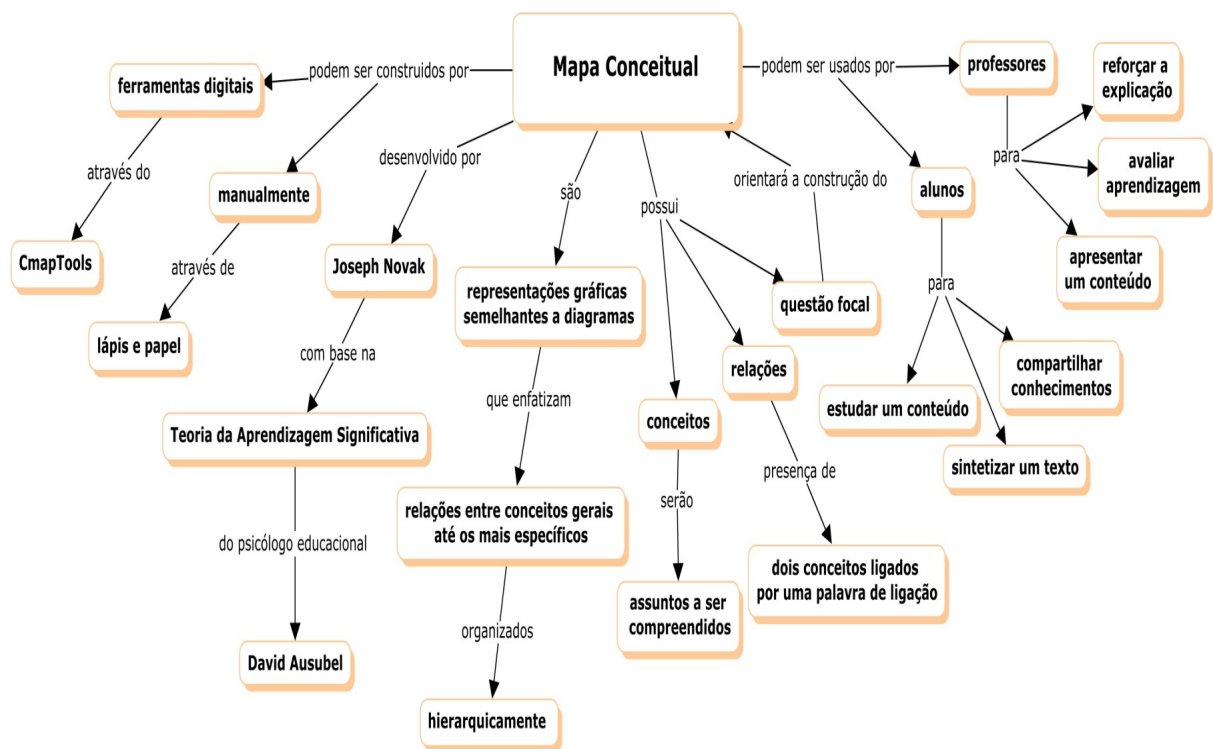 Mapa Conceitual
podem ser construidos por
ferramentas digitais
através do
CmapTools
manualmente
através de
lápis e papel
desenvolvido por
Joseph Novak
com base na
Teoria da Aprendizagem Significativa
do psicólogo educacional
David Ausubel
são
representações gráficas
semelhantes a diagramas
que enfatizam
relações entre conceitos gerais
até os mais específicos
organizados
hierarquicamente
possui
conceitos
serão
assuntos a ser
compreendidos
relações
presença de
dois conceitos ligados
por uma palavra de ligação
questão focal
orientará a construção do
podem ser usados por
professores
para
reforçar a
explicação
avaliar
aprendizagem
apresentar
um conteúdo
alunos
para
estudar um conteúdo
sintetizar um texto
compartilhar
conhecimentos